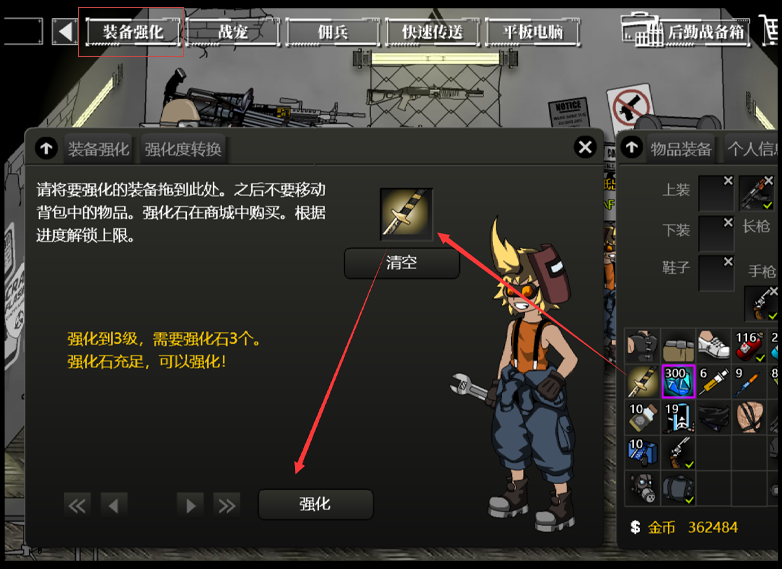 装备强化 战宠 佣兵 快速传送 平板电脑 后勤战备箱
NOTICE
装备强化 强化度转换
物品装备 个人信息
请将要强化的装备拖到此处。之后不要移动
背包中的物品。强化石在商城中购买。根据
进度解锁上限。
清空
强化到3级，需要强化石3个。
强化石充足，可以强化！
强化
上装
长枪
下装
鞋子
手枪
116
300 6 9 8
10 19
10
$ 金币 362484